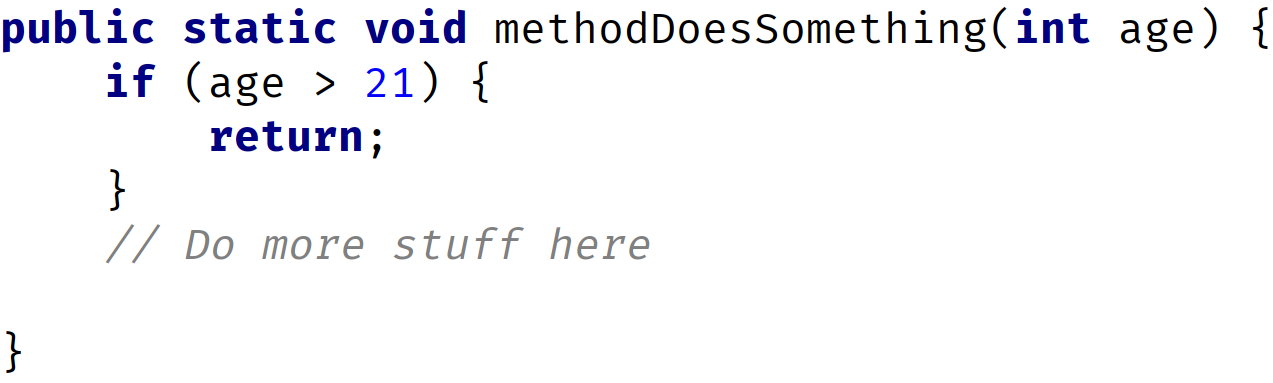 public static void methodDoesSomething(int age) {
    if (age > 21) {
        return;
    }
    // Do more stuff here

}